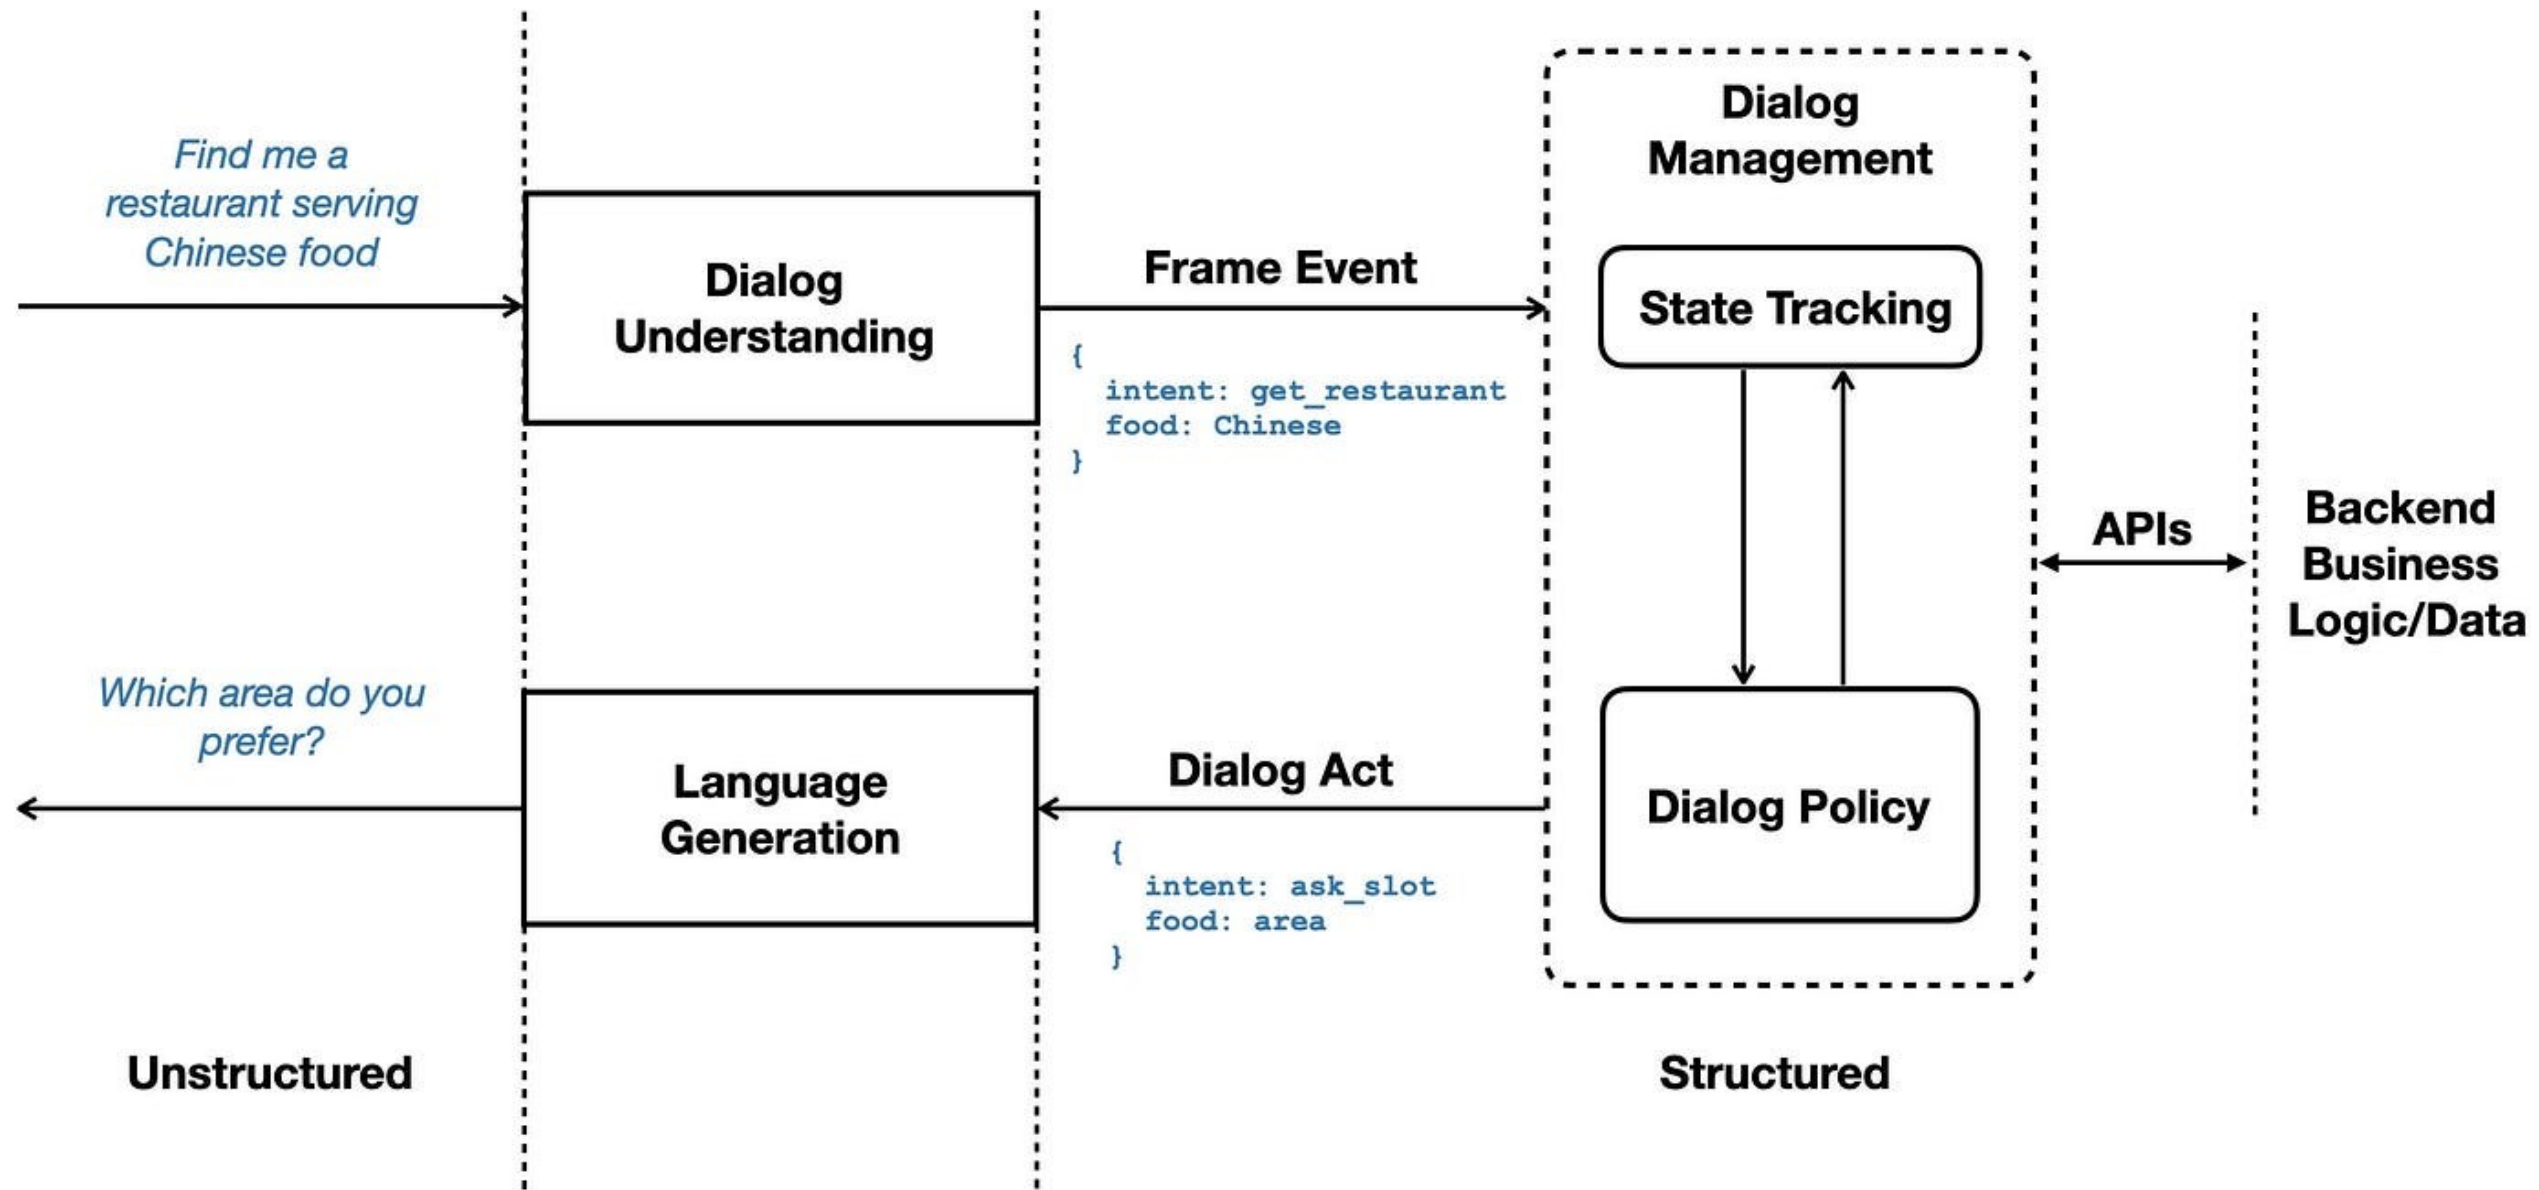 Find me a
restaurant serving
Chinese food
Dialog
Understanding
Frame Event
{
intent: get_restaurant
food: Chinese
}
Dialog
Management
State Tracking
Dialog Policy
APIs
Backend
Business
Logic/Data
Which area do you
prefer?
Language
Generation
Dialog Act
{
intent: ask_slot
food: area
}
Unstructured
Structured